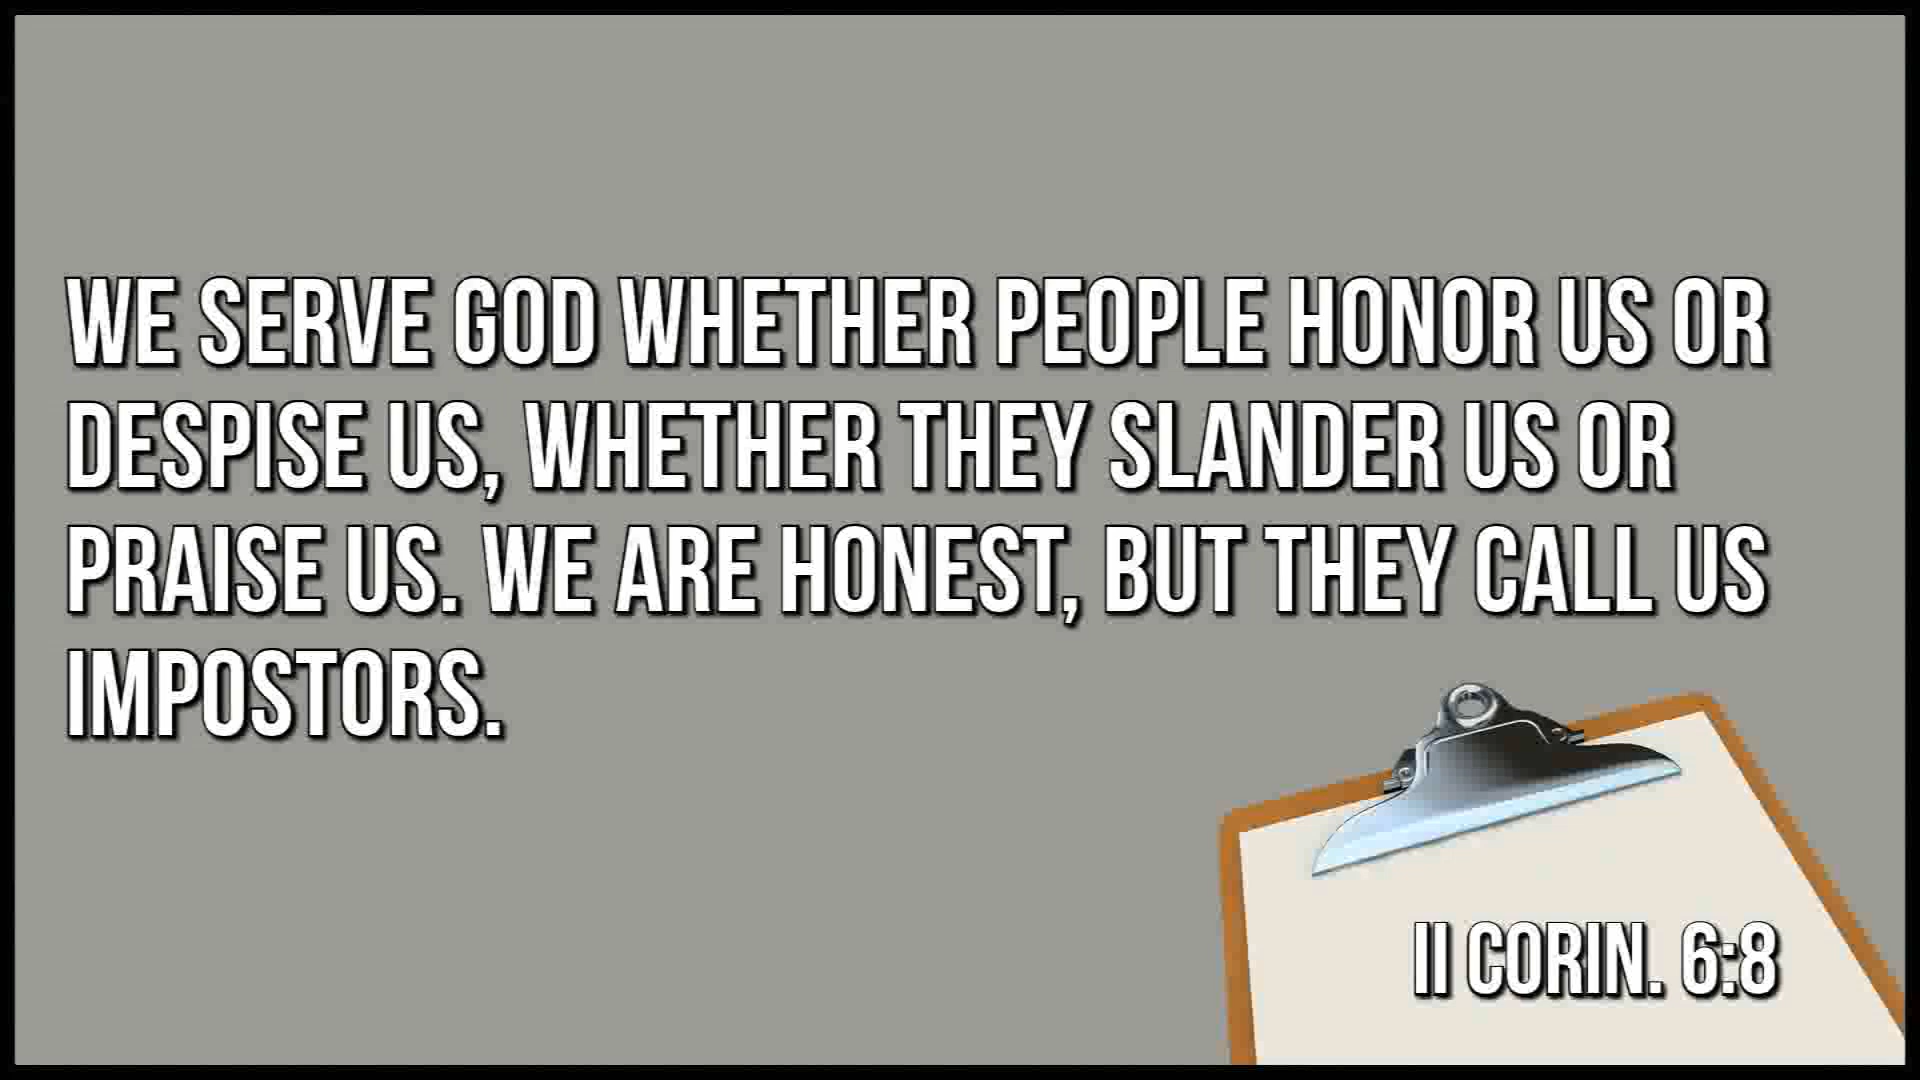 WE SERVE GOD WHETHER PEOPLE HONOR US OR
DESPISE US, WHETHER THEY SLANDER US OR
PRAISE US. WE ARE HONEST, BUT THEY CALL US
IMPOSTORS.
II CORIN. 6:8